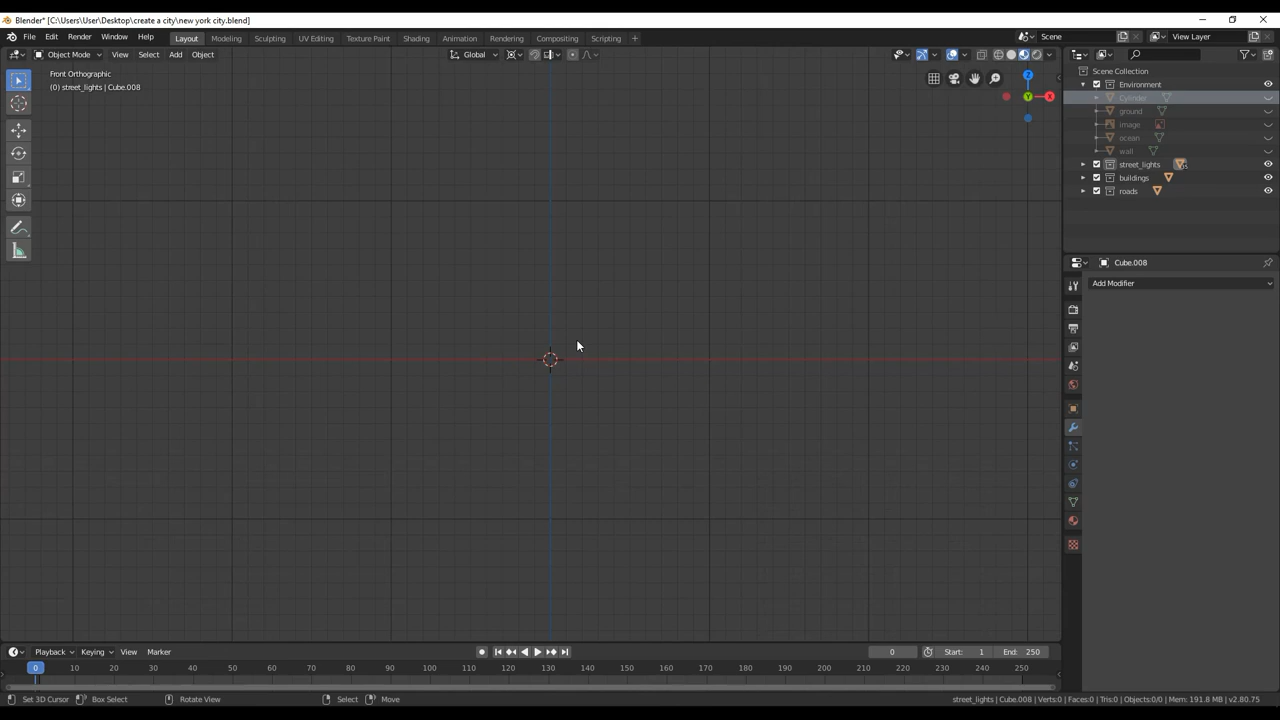 Blender* [C:\Users\User\Desktop\create a city\new york city.blend]
File Edit Render Window Help Layout Modeling Sculpting UV Editing Texture Paint Shading Animation Rendering Compositing Scripting + Scene View Layer
Object Mode View Select Add Object Global
Front Orthographic
(0) street_lights | Cube.008
Z
Y
X
Scene Collection
Environment
Cylinder
ground
image
ocean
wall
street_lights
buildings
roads
Cube.008
Add Modifier
Playback Keying View Marker 0 Start: 1 End: 250
0 10 20 30 40 50 60 70 80 90 100 110 120 130 140 150 160 170 180 190 200 210 220 230 240 250
Set 3D Cursor Box Select Rotate View Select Move street_lights | Cube.008 | Verts:0 | Faces:0 | Tris:0 | Objects:0/0 | Mem: 191.8 MB | v2.80.75